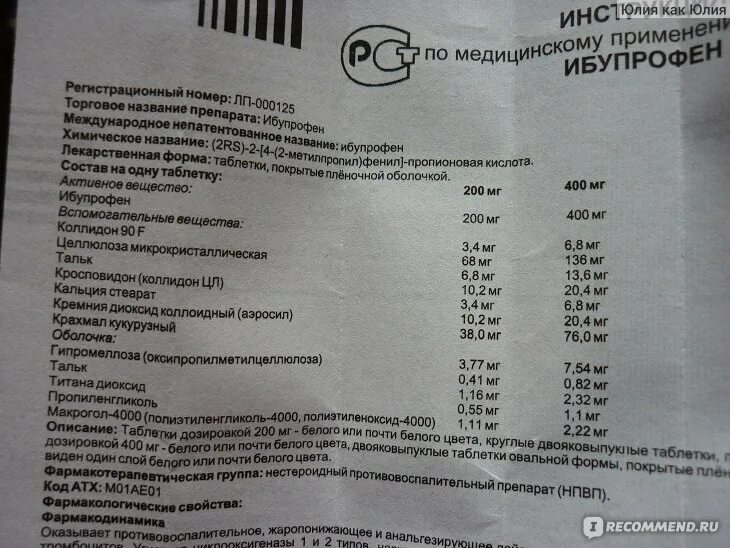 Юлия как Юлия
по медицинскому применени
ИБУПРОФЕН
РСТ
Регистрационный номер: ЛП-000125
Торговое название препарата: Ибупрофен
Международное непатентованное название: ибупрофен
Химическое название: (2RS)-2-[4-(2-метилпропил)фенил]-пропионовая кислота.
Лекарственная форма: таблетки, покрытые плёночной оболочкой.
Состав на одну таблетку: 200 мг 400 мг
Активное вещество:
Ибупрофен 200 мг 400 мг
Вспомогательные вещества:
Коллидон 90 F 3,4 мг 6,8 мг
Целлюлоза микрокристаллическая 68 мг 136 мг
Тальк 6,8 мг 13,6 мг
Кросповидон (коллидон ЦЛ) 10,2 мг 20,4 мг
Кальция стеарат 3,4 мг 6,8 мг
Кремния диоксид коллоидный (аэросил) 10,2 мг 20,4 мг
Крахмал кукурузный 38,0 мг 76,0 мг
Оболочка:
Гипромеллоза (оксипропилметилцеллюлоза) 3,77 мг 7,54 мг
Тальк 0,41 мг 0,82 мг
Титана диоксид 1,16 мг 2,32 мг
Пропиленгликоль 0,55 мг 1,1 мг
Макрогол-4000 (полиэтиленгликоль-4000, полиэтиленоксид-4000) 1,11 мг 2,22 мг
Описание: Таблетки дозировкой 200 мг - белого или почти белого цвета, круглые двояковыпуклые таблетки, п
дозировкой 400 мг - белого или почти белого цвета, двояковыпуклые таблетки овальной формы, покрытые плён
виден один слой белого или почти белого цвета.
Фармакотерапевтическая группа: нестероидный противовоспалительный препарат (НПВП).
Код АТХ: М01АЕ01
Фармакологические свойства:
Фармакодинамика
Оказывает противовоспалительное, жаропонижающее и анальгезирующее
циклооксигеназы 1 и 2 типов,
IRECOMMEND.RU